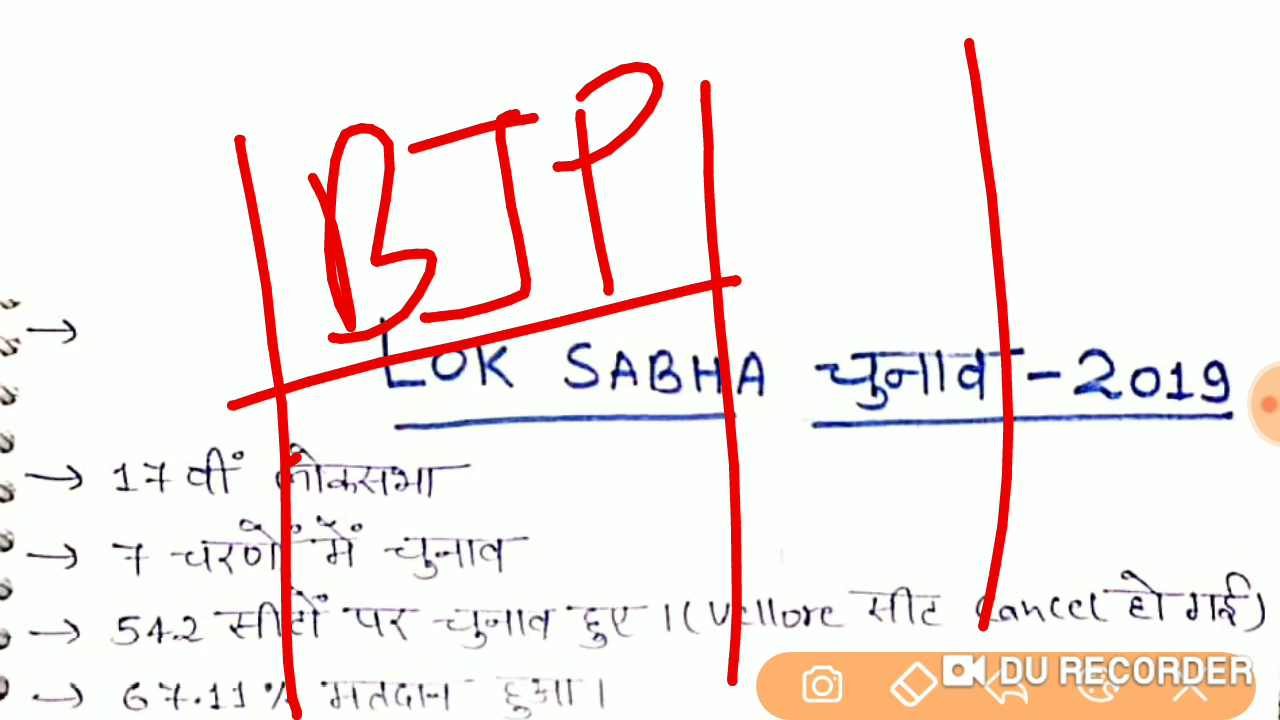 BJP
LOK SABHA चुनाव - 2019
→ 17 वीं लोकसभा
→ 7 चरणों में चुनाव
→ 542 सीटों पर चुनाव हुए । (Vellore सीट Cancel हो गई)
→ 67.11% मतदान हुआ ।
DU RECORDER